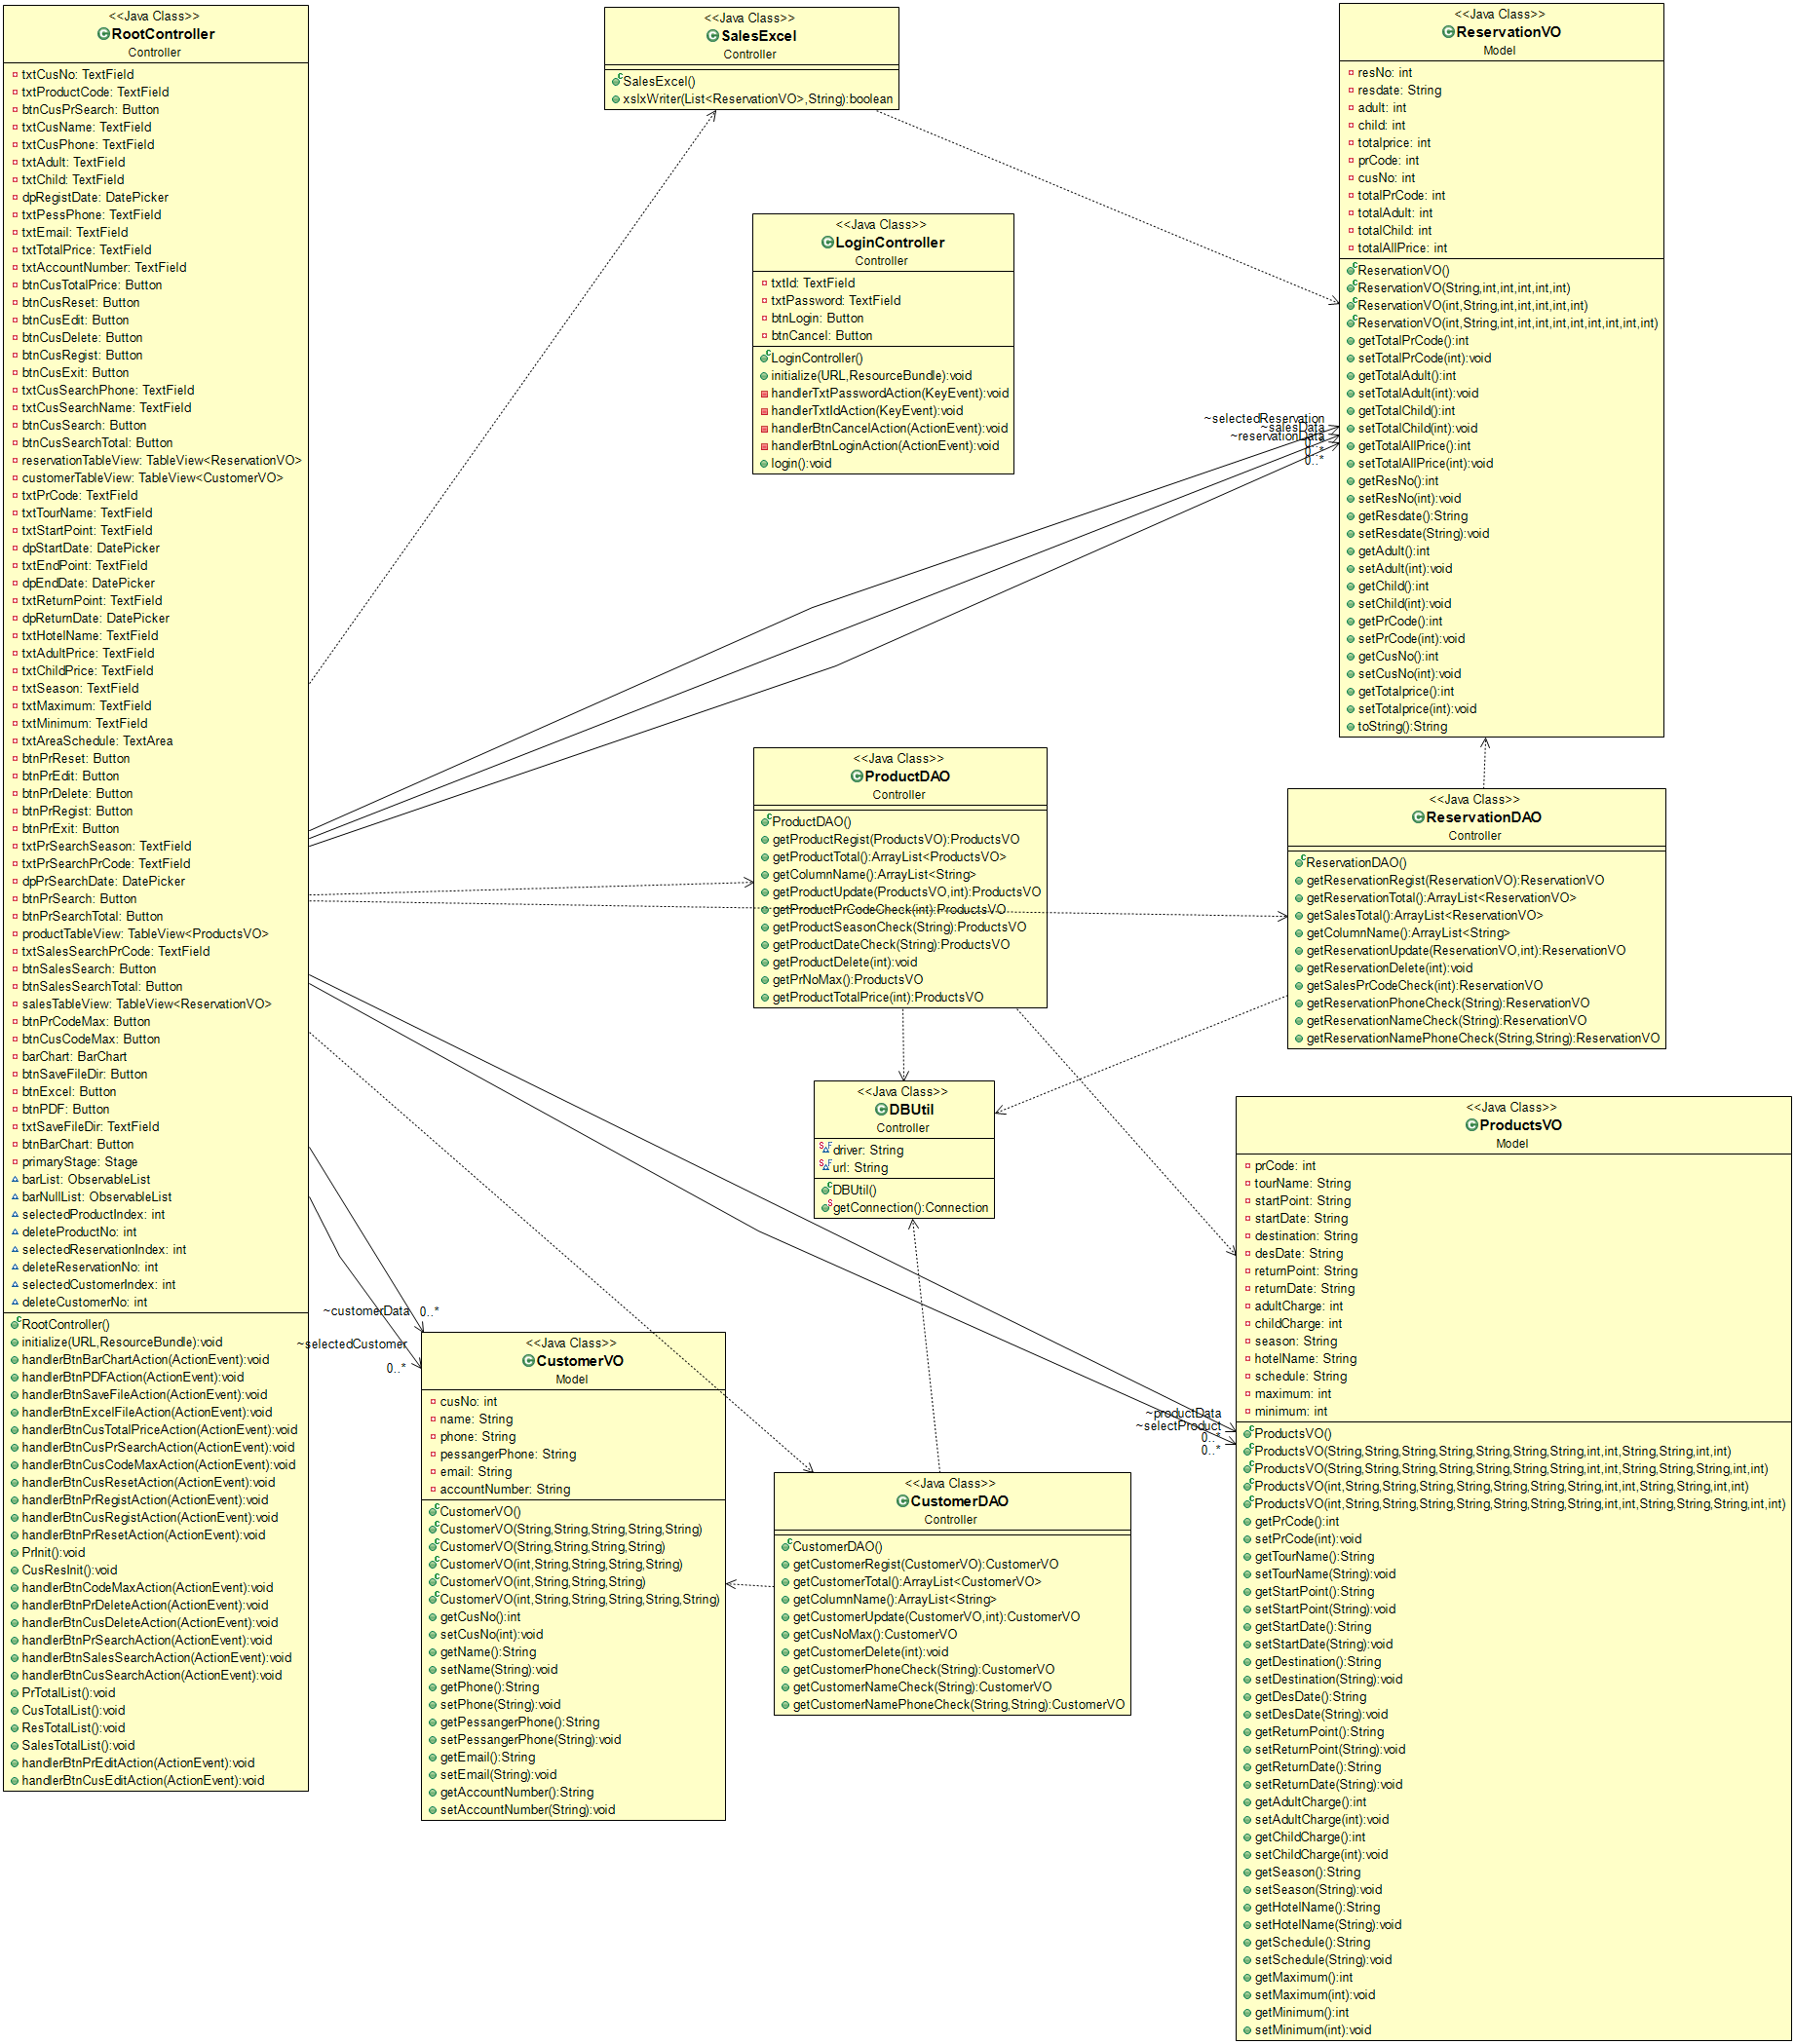 <<Java Class>>
RootController
Controller
txtCusNo: TextField
txtProductCode: TextField
btnCusPrSearch: Button
txtCusName: TextField
txtCusPhone: TextField
txtAdult: TextField
txtChild: TextField
dpRegistDate: DatePicker
txtPessPhone: TextField
txtEmail: TextField
txtTotalPrice: TextField
txtAccountNumber: TextField
btnCusTotalPrice: Button
btnCusReset: Button
btnCusEdit: Button
btnCusDelete: Button
btnCusRegist: Button
btnCusExit: Button
txtCusSearchPhone: TextField
txtCusSearchName: TextField
btnCusSearch: Button
btnCusSearchTotal: Button
reservationTableView: TableView<ReservationVO>
customerTableView: TableView<CustomerVO>
txtPrCode: TextField
txtTourName: TextField
txtStartPoint: TextField
dpStartDate: DatePicker
txtEndPoint: TextField
dpEndDate: DatePicker
txtReturnPoint: TextField
dpReturnDate: DatePicker
txtHotelName: TextField
txtAdultPrice: TextField
txtChildPrice: TextField
txtSeason: TextField
txtMaximum: TextField
txtMinimum: TextField
txtAreaSchedule: TextArea
btnPrReset: Button
btnPrEdit: Button
btnPrDelete: Button
btnPrRegist: Button
btnPrExit: Button
txtPrSearchSeason: TextField
txtPrSearchPrCode: TextField
dpPrSearchDate: DatePicker
btnPrSearch: Button
btnPrSearchTotal: Button
productTableView: TableView<ProductsVO>
txtSalesSearchPrCode: TextField
btnSalesSearch: Button
btnSalesSearchTotal: Button
salesTableView: TableView<ReservationVO>
btnPrCodeMax: Button
btnCusCodeMax: Button
barChart: BarChart
btnSaveFileDir: Button
btnExcel: Button
btnPDF: Button
txtSaveFileDir: TextField
btnBarChart: Button
primaryStage: Stage
barList: ObservableList
barNullList: ObservableList
selectedProductIndex: int
deleteProductNo: int
selectedReservationIndex: int
deleteReservationNo: int
selectedCustomerIndex: int
deleteCustomerNo: int
RootController()
initialize(URL,ResourceBundle):void
handlerBtnBarChartAction(ActionEvent):void
handlerBtnPDFAction(ActionEvent):void
handlerBtnSaveFileAction(ActionEvent):void
handlerBtnExcelFileAction(ActionEvent):void
handlerBtnCusTotalPriceAction(ActionEvent):void
handlerBtnCusPrSearchAction(ActionEvent):void
handlerBtnCusCodeMaxAction(ActionEvent):void
handlerBtnCusResetAction(ActionEvent):void
handlerBtnPrRegistAction(ActionEvent):void
handlerBtnCusRegistAction(ActionEvent):void
handlerBtnPrResetAction(ActionEvent):void
PrInit():void
CusResInit():void
handlerBtnCodeMaxAction(ActionEvent):void
handlerBtnPrDeleteAction(ActionEvent):void
handlerBtnCusDeleteAction(ActionEvent):void
handlerBtnPrSearchAction(ActionEvent):void
handlerBtnSalesSearchAction(ActionEvent):void
handlerBtnCusSearchAction(ActionEvent):void
PrTotalList():void
CusTotalList():void
ResTotalList():void
SalesTotalList():void
handlerBtnPrEditAction(ActionEvent):void
handlerBtnCusEditAction(ActionEvent):void
<<Java Class>>
SalesExcel
Controller
SalesExcel()
xslxWriter(List<ReservationVO>,String):boolean
<<Java Class>>
LoginController
Controller
txtId: TextField
txtPassword: TextField
btnLogin: Button
btnCancel: Button
LoginController()
initialize(URL,ResourceBundle):void
handlerTxtPasswordAction(KeyEvent):void
handlerTxtIdAction(KeyEvent):void
handlerBtnCancelAction(ActionEvent):void
handlerBtnLoginAction(ActionEvent):void
login():void
<<Java Class>>
ReservationVO
Model
resNo: int
resdate: String
adult: int
child: int
totalprice: int
prCode: int
cusNo: int
totalPrCode: int
totalAdult: int
totalChild: int
totalAllPrice: int
ReservationVO()
ReservationVO(String,int,int,int,int,int)
ReservationVO(int,String,int,int,int,int,int)
ReservationVO(int,String,int,int,int,int,int,int,int,int,int)
getTotalPrCode():int
setTotalPrCode(int):void
getTotalAdult():int
setTotalAdult(int):void
getTotalChild():int
setTotalChild(int):void
getTotalAllPrice():int
setTotalAllPrice(int):void
getResNo():int
setResNo(int):void
getResdate():String
setResdate(String):void
getAdult():int
setAdult(int):void
getChild():int
setChild(int):void
getPrCode():int
setPrCode(int):void
getCusNo():int
setCusNo(int):void
getTotalprice():int
setTotalprice(int):void
toString():String
~selectedReservation
~salesData
~reservationData
0..*
0..*
0..*
<<Java Class>>
ProductDAO
Controller
ProductDAO()
getProductRegist(ProductsVO):ProductsVO
getProductTotal():ArrayList<ProductsVO>
getColumnName():ArrayList<String>
getProductUpdate(ProductsVO,int):ProductsVO
getProductPrCodeCheck(int):ProductsVO
getProductSeasonCheck(String):ProductsVO
getProductDateCheck(String):ProductsVO
getProductDelete(int):void
getPrNoMax():ProductsVO
getProductTotalPrice(int):ProductsVO
<<Java Class>>
ReservationDAO
Controller
ReservationDAO()
getReservationRegist(ReservationVO):ReservationVO
getReservationTotal():ArrayList<ReservationVO>
getSalesTotal():ArrayList<ReservationVO>
getColumnName():ArrayList<String>
getReservationUpdate(ReservationVO,int):ReservationVO
getReservationDelete(int):void
getSalesPrCodeCheck(int):ReservationVO
getReservationPhoneCheck(String):ReservationVO
getReservationNameCheck(String):ReservationVO
getReservationNamePhoneCheck(String,String):ReservationVO
<<Java Class>>
DBUtil
Controller
driver: String
url: String
DBUtil()
getConnection():Connection
~customerData 0..*
~selectedCustomer
0..*
<<Java Class>>
CustomerVO
Model
cusNo: int
name: String
phone: String
pessangerPhone: String
email: String
accountNumber: String
CustomerVO()
CustomerVO(String,String,String,String,String)
CustomerVO(String,String,String,String)
CustomerVO(int,String,String,String,String)
CustomerVO(int,String,String,String)
CustomerVO(int,String,String,String,String,String)
getCusNo():int
setCusNo(int):void
getName():String
setName(String):void
getPhone():String
setPhone(String):void
getPessangerPhone():String
setPessangerPhone(String):void
getEmail():String
setEmail(String):void
getAccountNumber():String
setAccountNumber(String):void
<<Java Class>>
CustomerDAO
Controller
CustomerDAO()
getCustomerRegist(CustomerVO):CustomerVO
getCustomerTotal():ArrayList<CustomerVO>
getColumnName():ArrayList<String>
getCustomerUpdate(CustomerVO,int):CustomerVO
getCusNoMax():CustomerVO
getCustomerDelete(int):void
getCustomerPhoneCheck(String):CustomerVO
getCustomerNameCheck(String):CustomerVO
getCustomerNamePhoneCheck(String,String):CustomerVO
~productData
~selectProduct
0..*
0..*
<<Java Class>>
ProductsVO
Model
prCode: int
tourName: String
startPoint: String
startDate: String
destination: String
desDate: String
returnPoint: String
returnDate: String
adultCharge: int
childCharge: int
season: String
hotelName: String
schedule: String
maximum: int
minimum: int
ProductsVO()
ProductsVO(String,String,String,String,String,String,String,int,int,String,String,int,int)
ProductsVO(String,String,String,String,String,String,String,int,int,String,String,String,int,int)
ProductsVO(int,String,String,String,String,String,String,String,int,int,String,String,int,int)
ProductsVO(int,String,String,String,String,String,String,String,int,int,String,String,String,int,int)
getPrCode():int
setPrCode(int):void
getTourName():String
setTourName(String):void
getStartPoint():String
setStartPoint(String):void
getStartDate():String
setStartDate(String):void
getDestination():String
setDestination(String):void
getDesDate():String
setDesDate(String):void
getReturnPoint():String
setReturnPoint(String):void
getReturnDate():String
setReturnDate(String):void
getAdultCharge():int
setAdultCharge(int):void
getChildCharge():int
setChildCharge(int):void
getSeason():String
setSeason(String):void
getHotelName():String
setHotelName(String):void
getSchedule():String
setSchedule(String):void
getMaximum():int
setMaximum(int):void
getMinimum():int
setMinimum(int):void